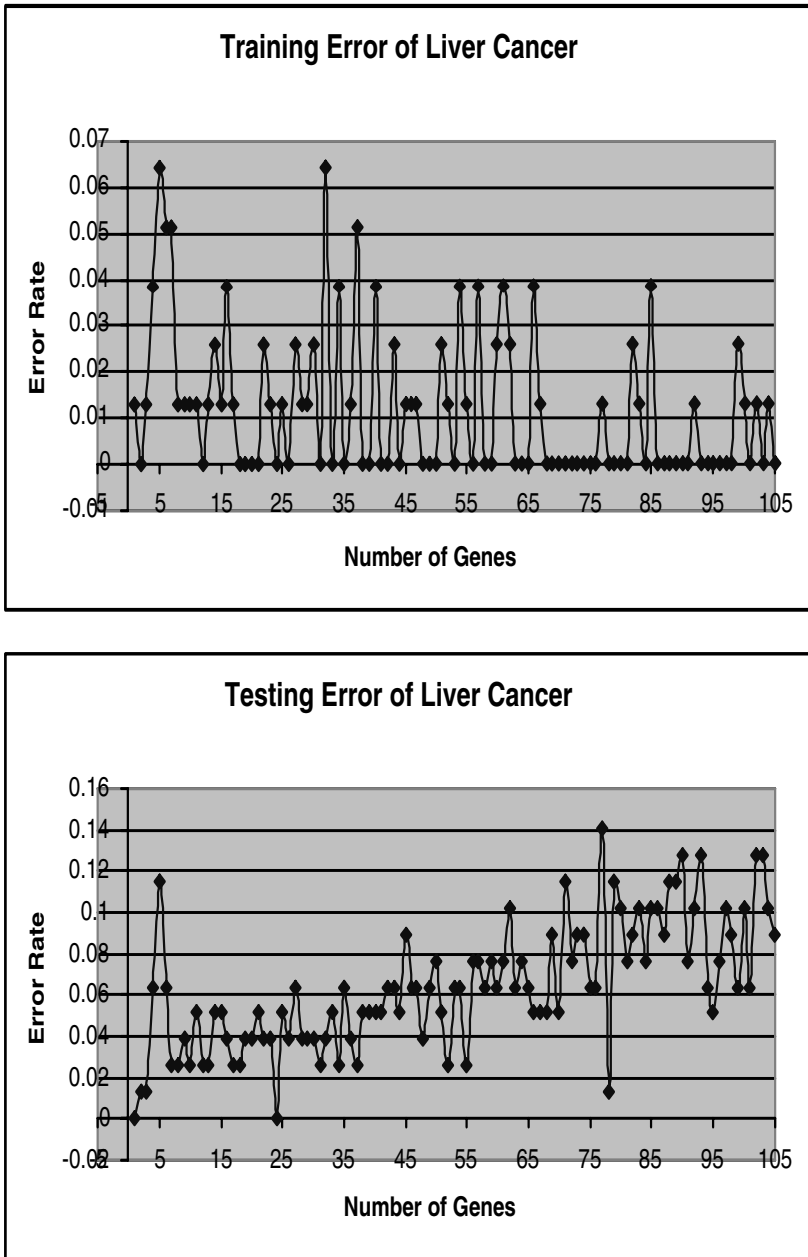 Training Error of Liver Cancer
0.07
0.06
0.05
0.04
0.03
0.02
0.01
0
-0.01
Error Rate
-5 5 15 25 35 45 55 65 75 85 95 105
Number of Genes
Testing Error of Liver Cancer
0.16
0.14
0.12
0.1
0.08
0.06
0.04
0.02
0
-0.02
Error Rate
-5 5 15 25 35 45 55 65 75 85 95 105
Number of Genes